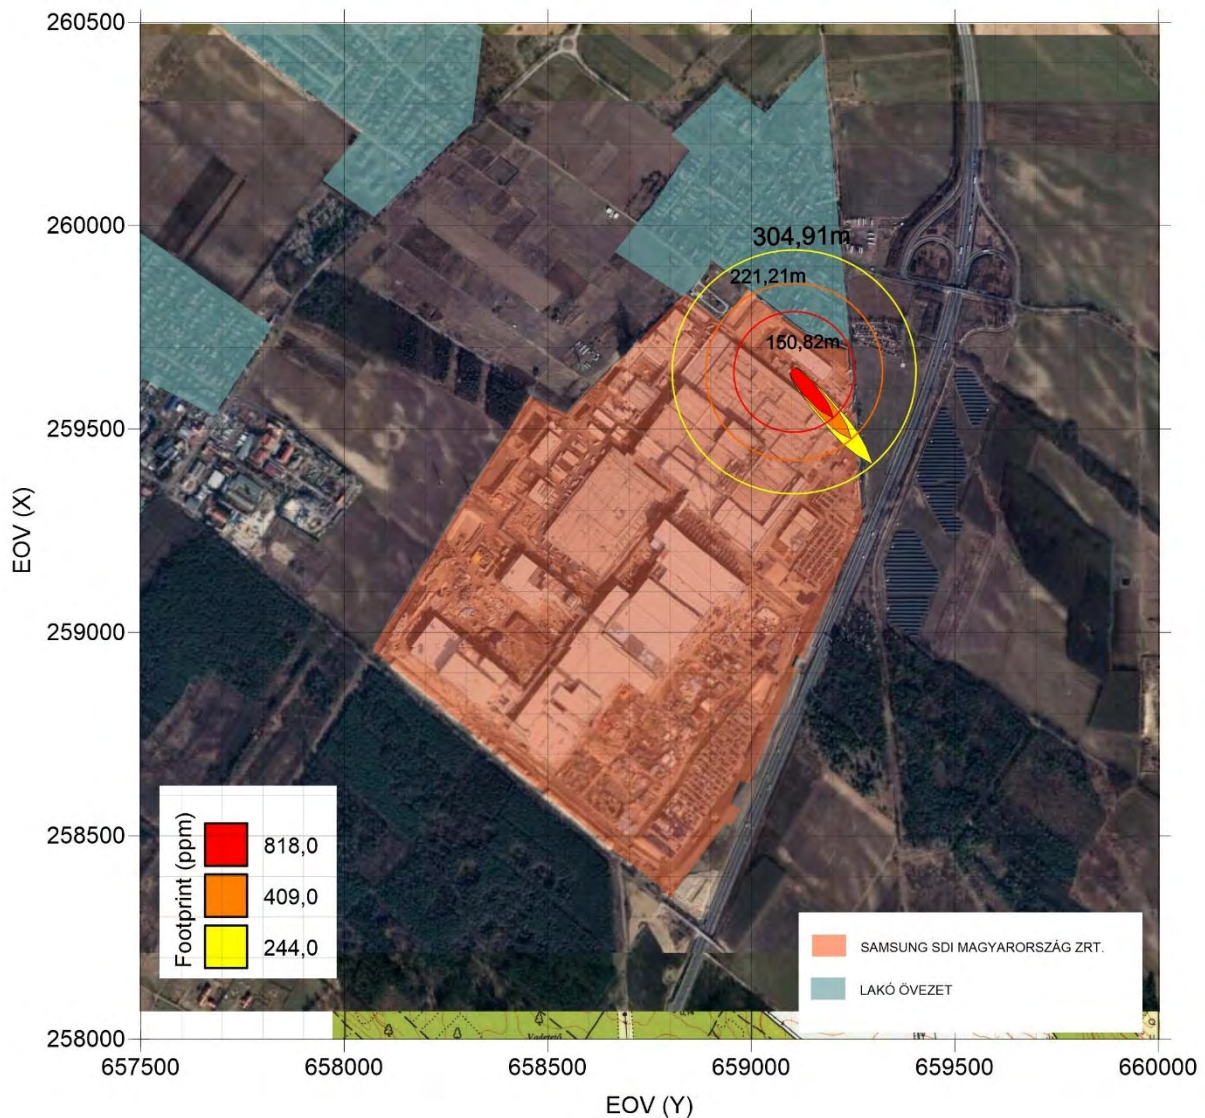 260500
260000
259500
259000
258500
258000
EOV (X)
304,91m
221,21m
150,82m
Footprint (ppm)
818,0
409,0
244,0
SAMSUNG SDI MAGYARORSZÁG ZRT.
LAKÓ ÖVEZET
657500 658000 658500 659000 659500 660000
EOV (Y)